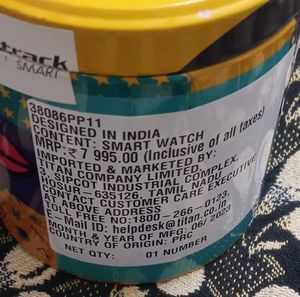 track
SMART
38086PP11
DESIGNED IN INDIA
CONTENT: SMART WATCH
MRP: ₹ 7 995.00 (Inclusive of all taxes)
IMPORTED & MARKETED BY
TITAN COMPANY LIMITED,
3, SIPCOT INDUSTRIAL COMPLEX,
HOSUR - 635126, TAMIL NADU
CONTACT CUSTOMER CARE EXECUTIVE
AT ABOVE ADDRESS
TOLL FREE NO: 1800-266-0123,
E-Mail ID: helpdesk@titan.co.in
MONTH & YEAR OF MFG. 06/2023
COUNTRY OF ORIGIN: PRC
NET QTY: 01 NUMBER